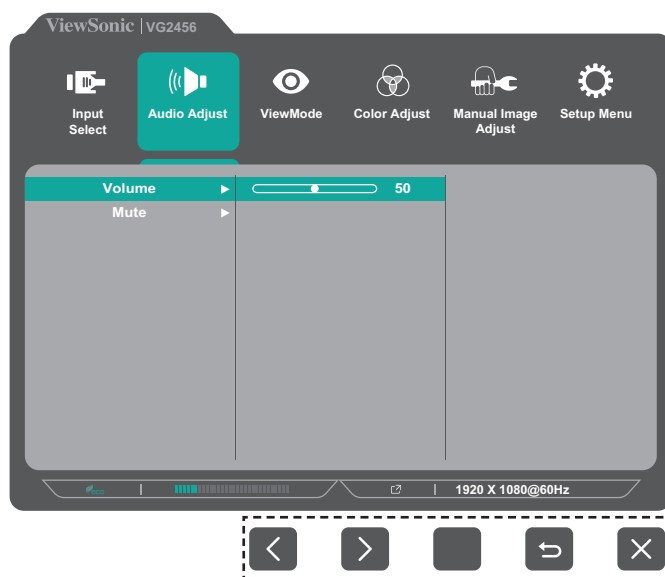 ViewSonic | VG2456
Input
Select
Audio Adjust
ViewMode
Color Adjust
Manual Image
Adjust
Setup Menu
Volume
50
Mute
eco
1920 X 1080@60Hz